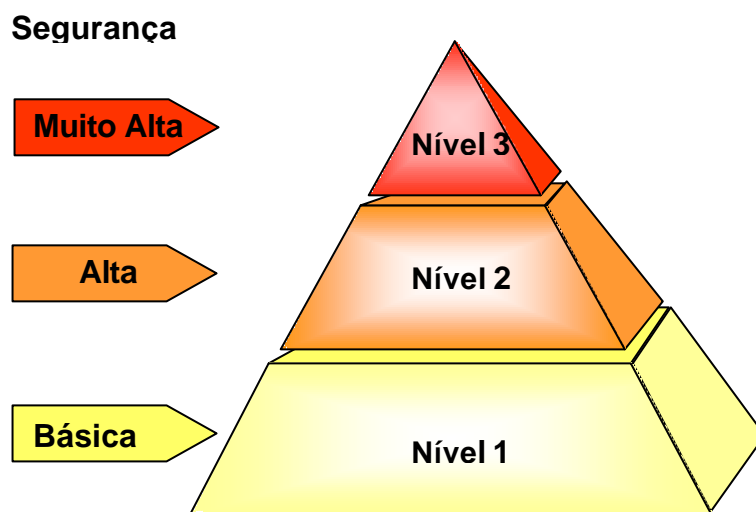 Segurança
Muito Alta
Nível 3
Alta
Nível 2
Básica
Nível 1